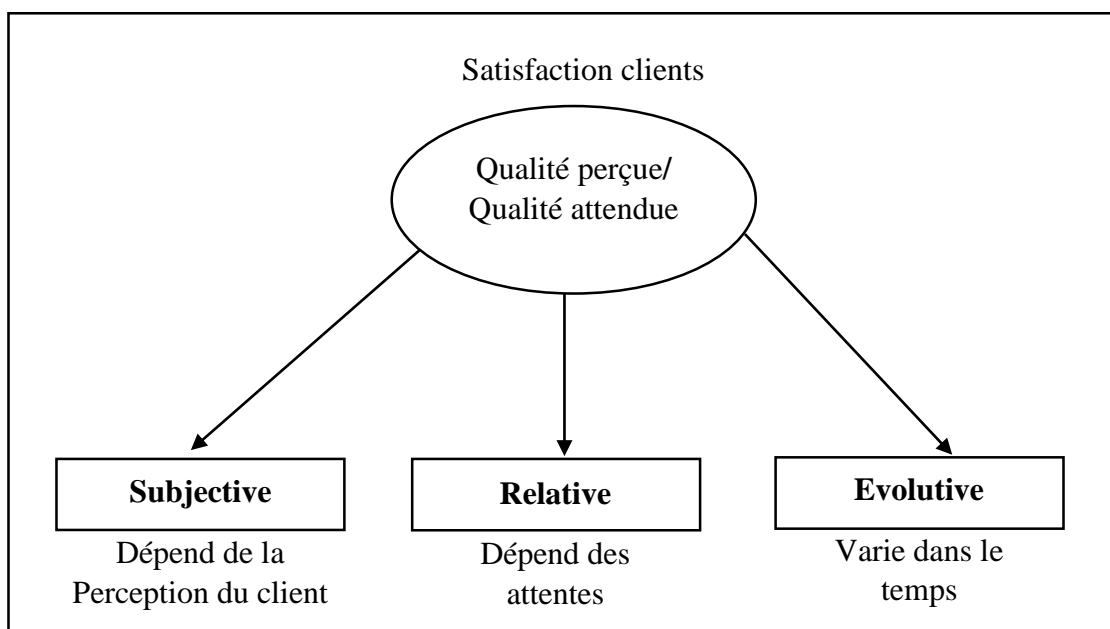 Satisfaction clients
Qualité perçue/
Qualité attendue
Subjective
Relative
Evolutive
Dépend de la
Perception du client
Dépend des
attentes
Varie dans le
temps